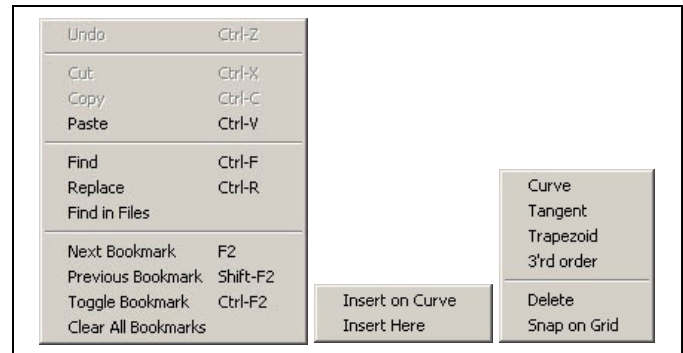 Undo Ctrl-Z
Cut Ctrl-X
Copy Ctrl-C
Paste Ctrl-V
Find Ctrl-F
Replace Ctrl-R
Find in Files
Next Bookmark F2
Previous Bookmark Shift-F2
Toggle Bookmark Ctrl-F2
Clear All Bookmarks
Insert on Curve
Insert Here
Curve
Tangent
Trapezoid
3'rd order
Delete
Snap on Grid